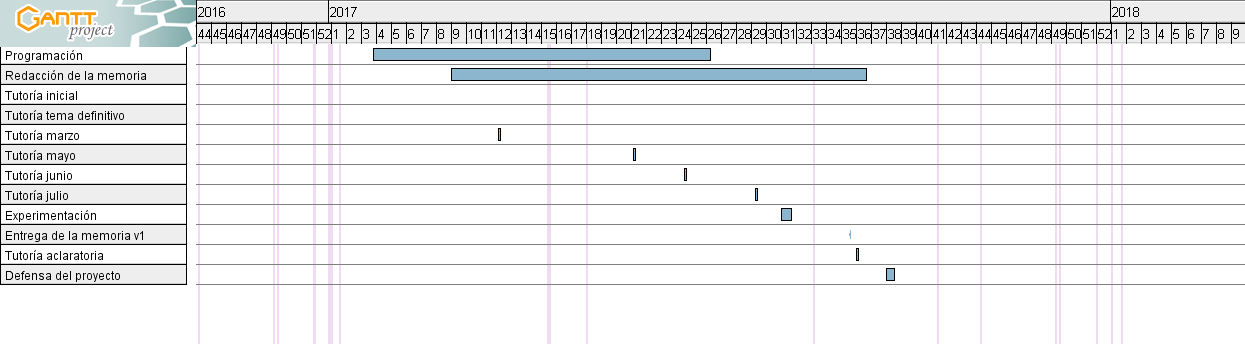 GANTT
project
2016 2017 2018
44 45 46 47 48 49 50 51 52 1 2 3 4 5 6 7 8 9 10 11 12 13 14 15 16 17 18 19 20 21 22 23 24 25 26 27 28 29 30 31 32 33 34 35 36 37 38 39 40 41 42 43 44 45 46 47 48 49 50 51 52 1 2 3 4 5 6 7 8 9
Programación
Redacción de la memoria
Tutoría inicial
Tutoría tema definitivo
Tutoría marzo
Tutoría mayo
Tutoría junio
Tutoría julio
Experimentación
Entrega de la memoria v1
Tutoría aclaratoria
Defensa del proyecto